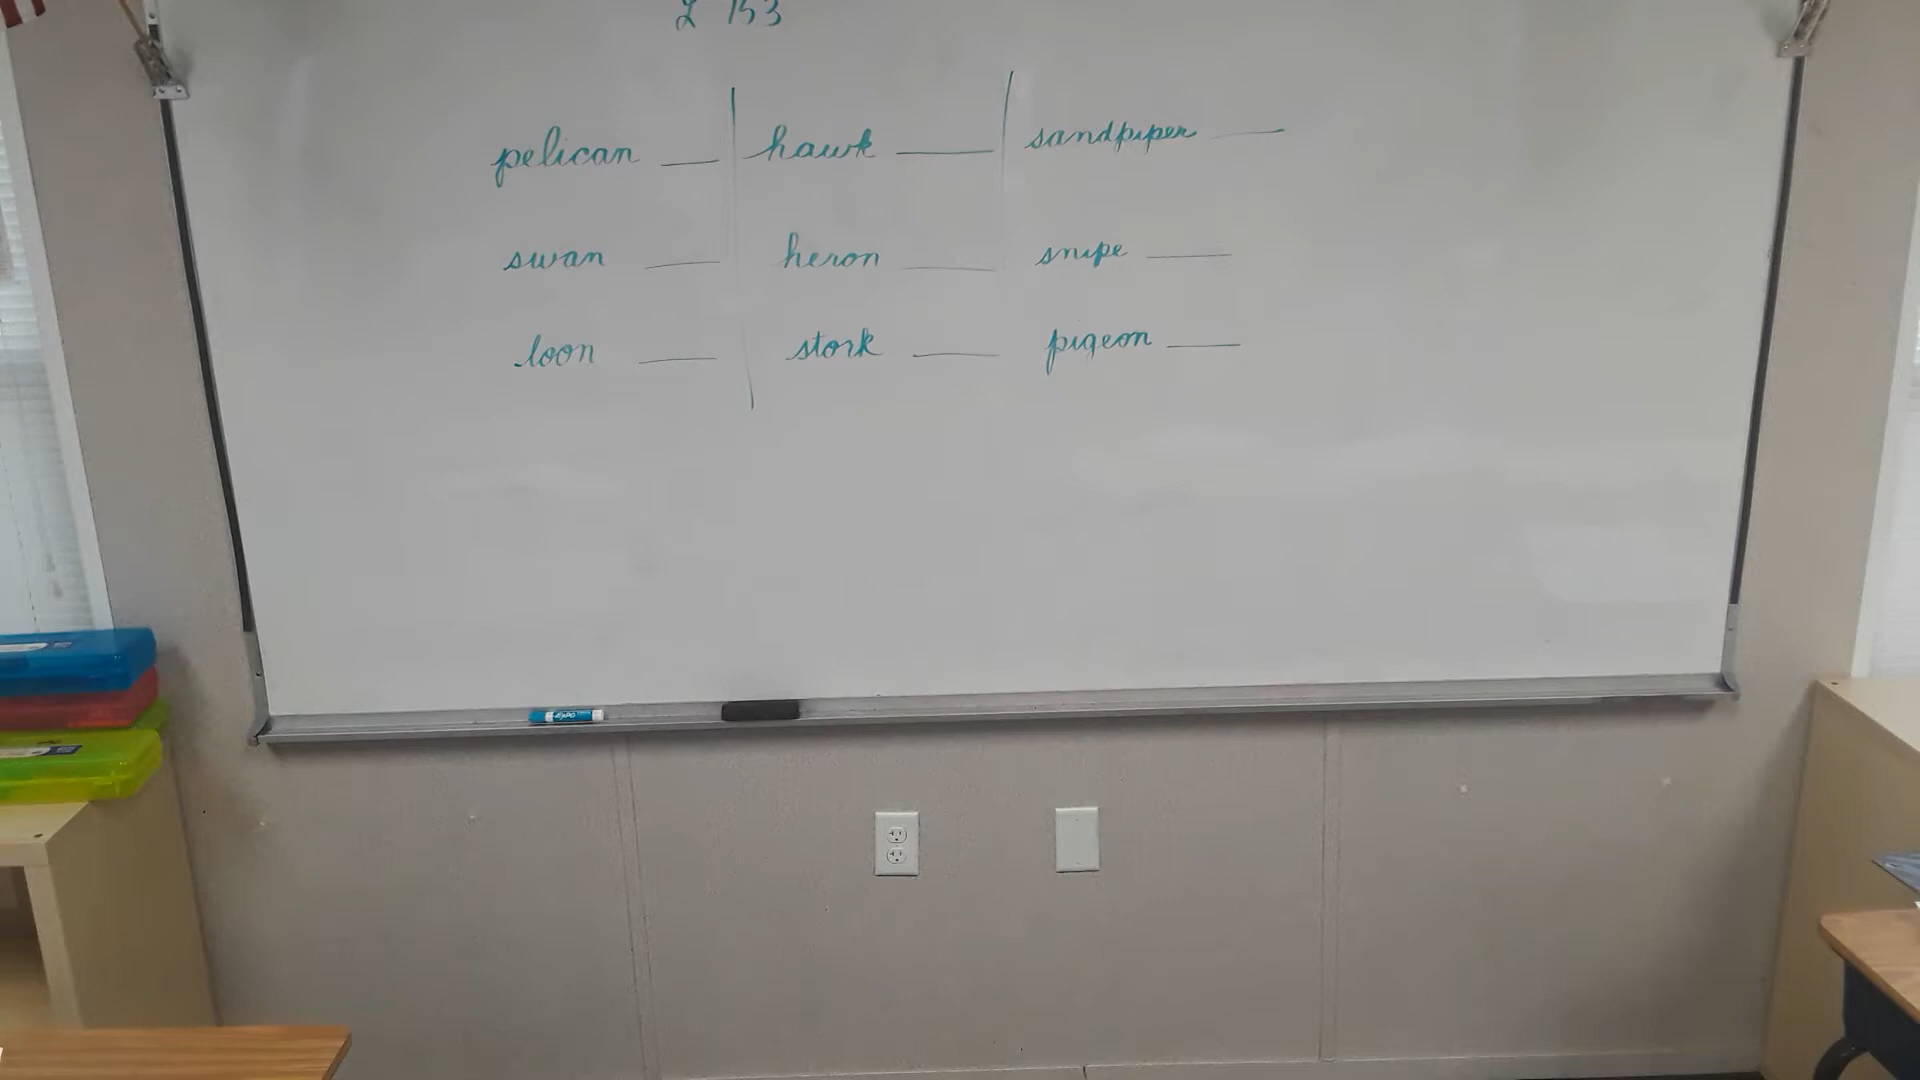 L 153
pelican ___ hawk ___ sandpiper ___
swan ___ heron ___ snipe ___
loon ___ stork ___ pigeon ___